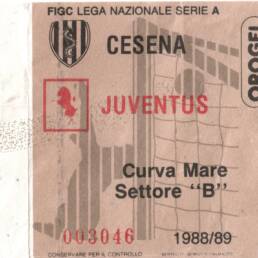 FIGC LEGA NAZIONALE SERIE A
CESENA
OROGEL
JUVENTUS
Curva Mare
Settore "B"
003046
1988/89
CONSERVARE PER IL CONTROLLO